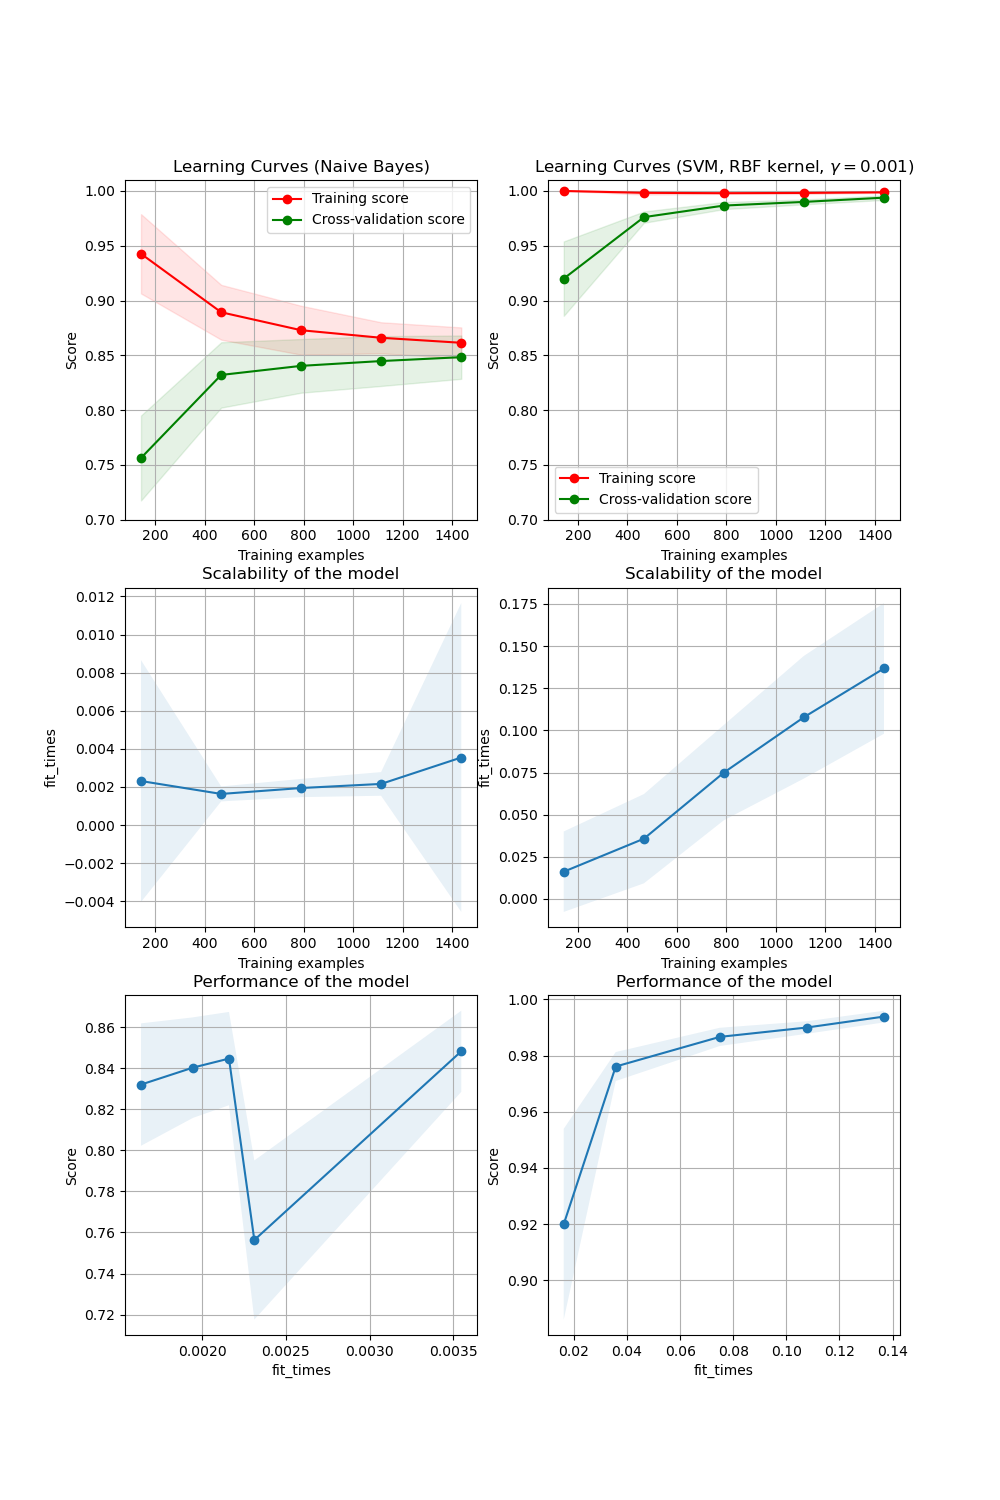 Learning Curves (Naive Bayes)
Score
1.00
0.95
0.90
0.85
0.80
0.75
0.70
Training score
Cross-validation score
200 400 600 800 1000 1200 1400
Training examples
Learning Curves (SVM, RBF kernel, γ = 0.001)
Score
1.00
0.95
0.90
0.85
0.80
0.75
0.70
Training score
Cross-validation score
200 400 600 800 1000 1200 1400
Training examples
Scalability of the model
fit_times
0.012
0.010
0.008
0.006
0.004
0.002
0.000
−0.002
−0.004
200 400 600 800 1000 1200 1400
Training examples
Scalability of the model
fit_times
0.175
0.150
0.125
0.100
0.075
0.050
0.025
0.000
200 400 600 800 1000 1200 1400
Training examples
Performance of the model
Score
0.86
0.84
0.82
0.80
0.78
0.76
0.74
0.72
0.0020 0.0025 0.0030 0.0035
fit_times
Performance of the model
Score
1.00
0.98
0.96
0.94
0.92
0.90
0.02 0.04 0.06 0.08 0.10 0.12 0.14
fit_times